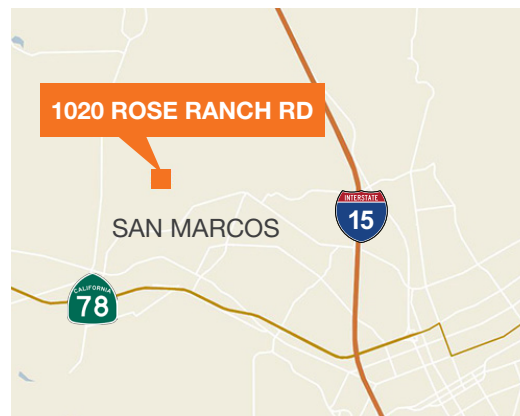 1020 ROSE RANCH RD
SAN MARCOS
INTERSTATE
15
CALIFORNIA
78